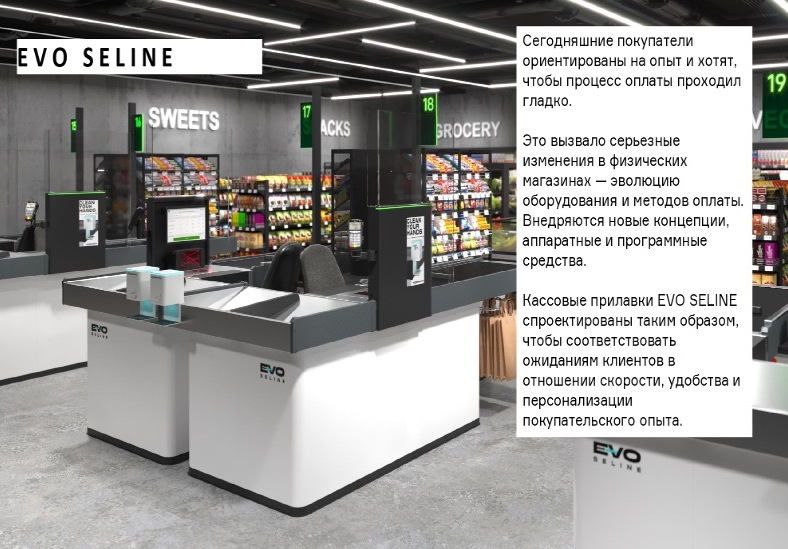 EVO SELINE
Сегодняшние покупатели
ориентированы на опыт и хотят,
чтобы процесс оплаты проходил
гладко.
Это вызвало серьезные
изменения в физических
магазинах — эволюцию
оборудования и методов оплаты.
Внедряются новые концепции,
аппаратные и программные
средства.
Кассовые прилавки EVO SELINE
спроектированы таким образом,
чтобы соответствовать
ожиданиям клиентов в
отношении скорости, удобства и
персонализации
покупательского опыта.
15
16
SWEETS
17
ACKS
18
GROCERY
19
CLEAN
YOUR
HANDS
CLEAN
YOUR
HANDS
EVO
SELINE
EVO
SELINE
EVO
SELINE